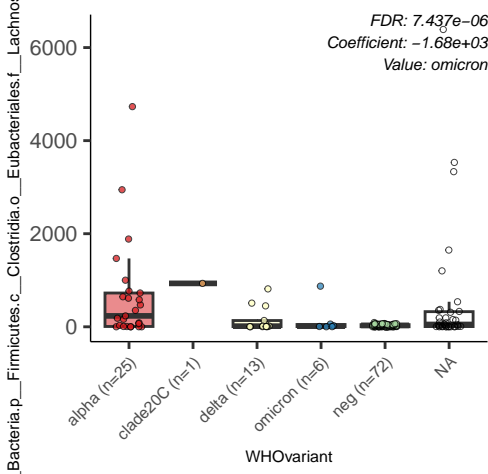 FDR: 7.437e−06
Coefficient: −1.68e+03
Value: omicron
_Bacteria.p__Firmicutes.c__Clostridia.o__Eubacteriales.f__Lachnos
6000
4000
2000
0
alpha (n=25)
clade20C (n=1)
delta (n=13)
omicron (n=6)
neg (n=72)
NA
WHOvariant